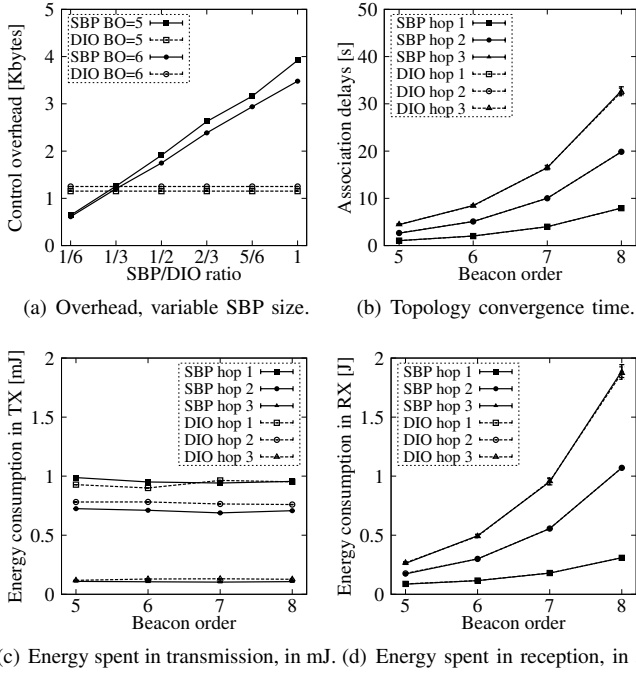 Control overhead [Kbytes]
5
4
3
2
1
0
SBP BO=5
DIO BO=5
SBP BO=6
DIO BO=6
1/6 1/3 1/2 2/3 5/6 1
SBP/DIO ratio
(a) Overhead, variable SBP size.
Association delays [s]
50
40
30
20
10
0
SBP hop 1
SBP hop 2
SBP hop 3
DIO hop 1
DIO hop 2
DIO hop 3
5 6 7 8
Beacon order
(b) Topology convergence time.
Energy consumption in TX [mJ]
2
1.5
1
0.5
0
SBP hop 1
SBP hop 2
SBP hop 3
DIO hop 1
DIO hop 2
DIO hop 3
5 6 7 8
Beacon order
(c) Energy spent in transmission, in mJ.
Energy consumption in RX [J]
2
1.5
1
0.5
0
SBP hop 1
SBP hop 2
SBP hop 3
DIO hop 1
DIO hop 2
DIO hop 3
5 6 7 8
Beacon order
(d) Energy spent in reception, in